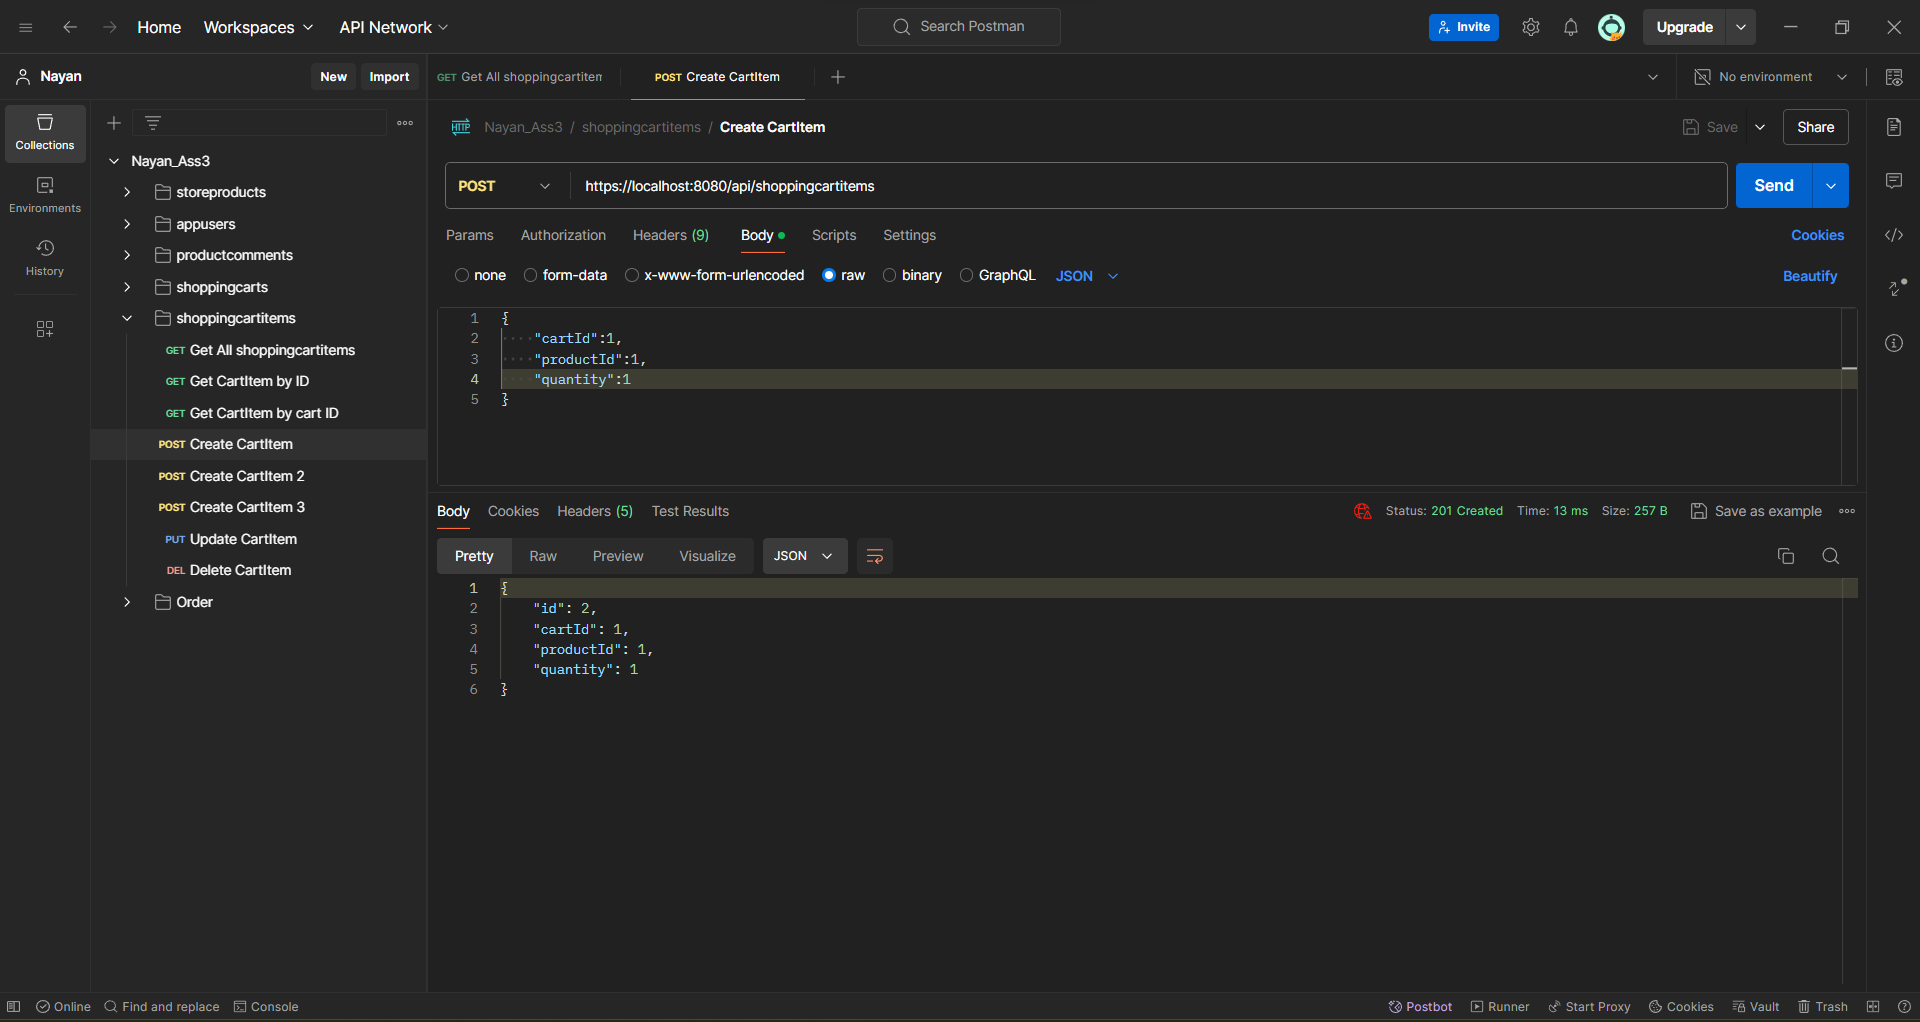 Home Workspaces API Network Search Postman Invite Upgrade
Nayan New Import GET Get All shoppingcartiten POST Create CartItem No environment
Collections
Environments
History
Nayan_Ass3
storeproducts
appusers
productcomments
shoppingcarts
shoppingcartitems
GET Get All shoppingcartitems
GET Get CartItem by ID
GET Get CartItem by cart ID
POST Create CartItem
POST Create CartItem 2
POST Create CartItem 3
PUT Update CartItem
DEL Delete CartItem
Order
HTTP Nayan_Ass3 / shoppingcartitems / Create CartItem Save Share
POST https://localhost:8080/api/shoppingcartitems Send
Params Authorization Headers (9) Body Scripts Settings Cookies
none form-data x-www-form-urlencoded raw binary GraphQL JSON Beautify
1 {
2 ····"cartId":1,
3 ····"productId":1,
4 ····"quantity":1
5 }
Body Cookies Headers (5) Test Results Status: 201 Created Time: 13 ms Size: 257 B Save as example
Pretty Raw Preview Visualize JSON
1 {
2 "id": 2,
3 "cartId": 1,
4 "productId": 1,
5 "quantity": 1
6 }
Online Find and replace Console Postbot Runner Start Proxy Cookies Vault Trash